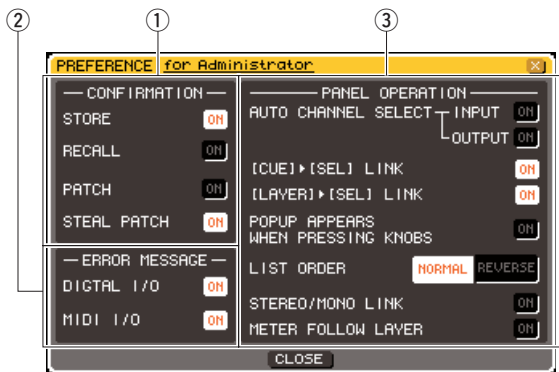 ② ① ③
PREFERENCE for Administrator
CONFIRMATION
STORE ON
RECALL ON
PATCH ON
STEAL PATCH ON
ERROR MESSAGE
DIGTAL I/O ON
MIDI I/O ON
PANEL OPERATION
AUTO CHANNEL SELECT INPUT ON
OUTPUT ON
[CUE]▶[SEL] LINK ON
[LAYER]▶[SEL] LINK ON
POPUP APPEARS
WHEN PRESSING KNOBS ON
LIST ORDER NORMAL REVERSE
STEREO/MONO LINK ON
METER FOLLOW LAYER ON
CLOSE